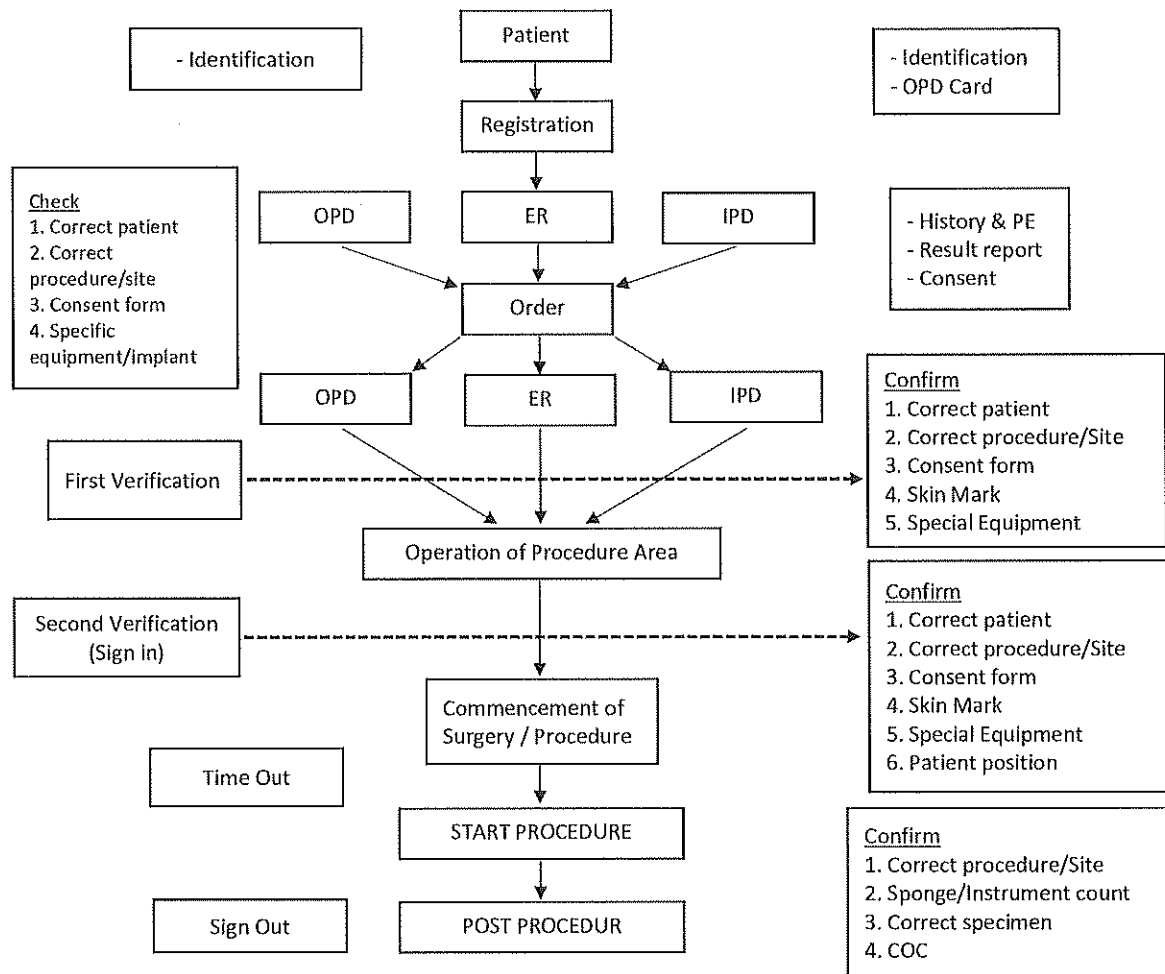 Patient
- Identification
- Identification
- OPD Card
Registration
Check
1. Correct patient
2. Correct
procedure/site
3. Consent form
4. Specific
equipment/implant
OPD
ER
IPD
- History & PE
- Result report
- Consent
Order
OPD
ER
IPD
Confirm
1. Correct patient
2. Correct procedure/Site
3. Consent form
4. Skin Mark
5. Special Equipment
First Verification
Operation of Procedure Area
Second Verification
(Sign in)
Confirm
1. Correct patient
2. Correct procedure/Site
3. Consent form
4. Skin Mark
5. Special Equipment
6. Patient position
Commencement of
Surgery / Procedure
Time Out
START PROCEDURE
Confirm
1. Correct procedure/Site
2. Sponge/Instrument count
3. Correct specimen
4. COC
Sign Out
POST PROCEDUR